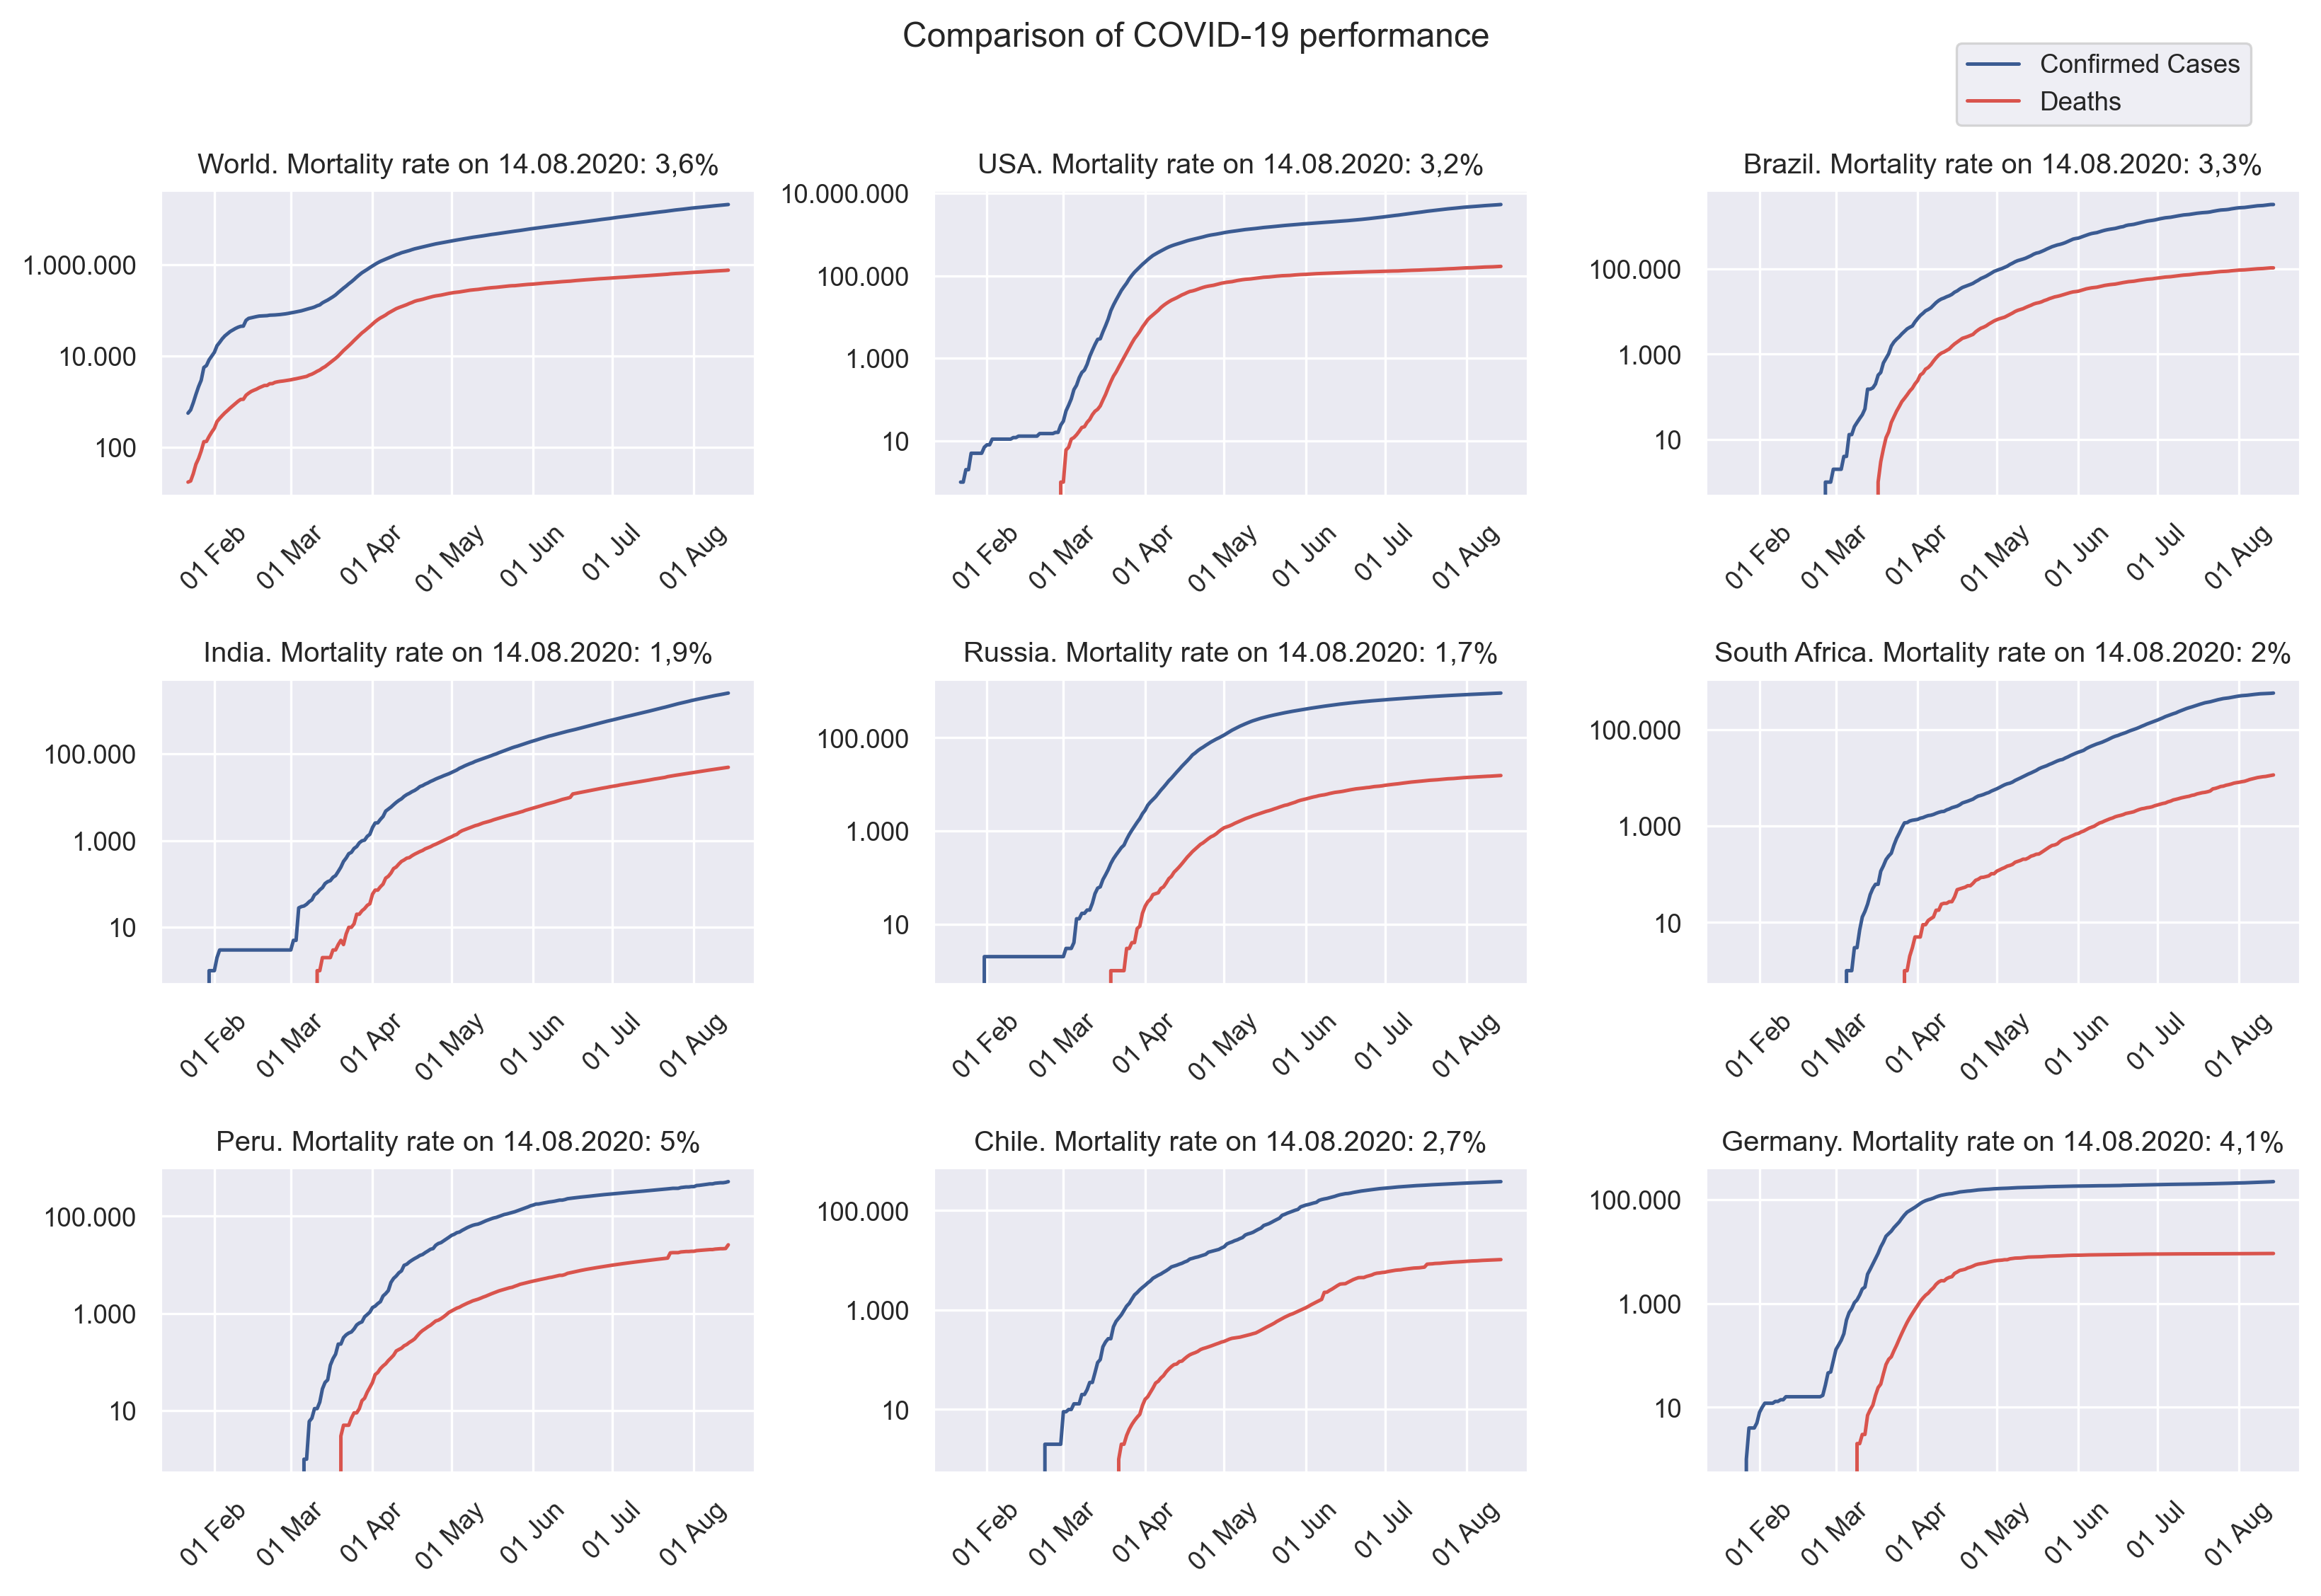 Comparison of COVID-19 performance
Confirmed Cases
Deaths
World. Mortality rate on 14.08.2020: 3,6%
1.000.000
10.000
100
01 Feb
01 Mar
01 Apr
01 May
01 Jun
01 Jul
01 Aug
USA. Mortality rate on 14.08.2020: 3,2%
10.000.000
100.000
1.000
10
01 Feb
01 Mar
01 Apr
01 May
01 Jun
01 Jul
01 Aug
Brazil. Mortality rate on 14.08.2020: 3,3%
100.000
1.000
10
01 Feb
01 Mar
01 Apr
01 May
01 Jun
01 Jul
01 Aug
India. Mortality rate on 14.08.2020: 1,9%
100.000
1.000
10
01 Feb
01 Mar
01 Apr
01 May
01 Jun
01 Jul
01 Aug
Russia. Mortality rate on 14.08.2020: 1,7%
100.000
1.000
10
01 Feb
01 Mar
01 Apr
01 May
01 Jun
01 Jul
01 Aug
South Africa. Mortality rate on 14.08.2020: 2%
100.000
1.000
10
01 Feb
01 Mar
01 Apr
01 May
01 Jun
01 Jul
01 Aug
Peru. Mortality rate on 14.08.2020: 5%
100.000
1.000
10
01 Feb
01 Mar
01 Apr
01 May
01 Jun
01 Jul
01 Aug
Chile. Mortality rate on 14.08.2020: 2,7%
100.000
1.000
10
01 Feb
01 Mar
01 Apr
01 May
01 Jun
01 Jul
01 Aug
Germany. Mortality rate on 14.08.2020: 4,1%
100.000
1.000
10
01 Feb
01 Mar
01 Apr
01 May
01 Jun
01 Jul
01 Aug